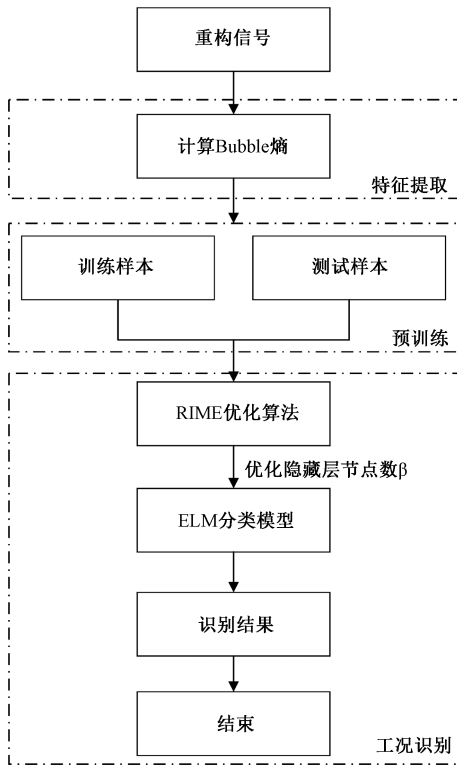 重构信号
计算Bubble熵
特征提取
训练样本
测试样本
预训练
RIME优化算法
优化隐藏层节点数β
ELM分类模型
识别结果
结束
工况识别